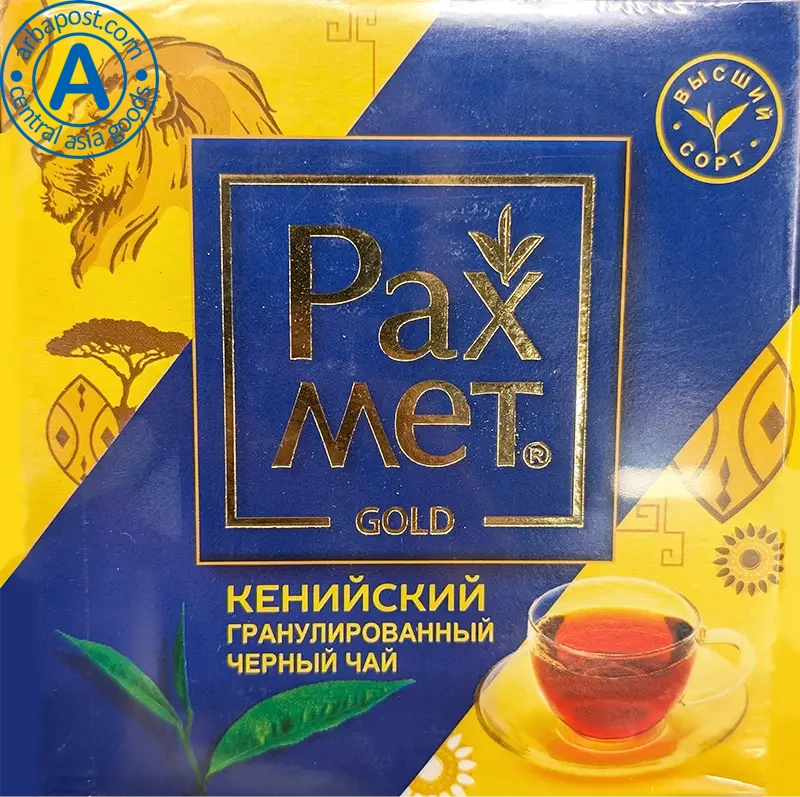 arbapost.com
A
central asia goods
ВЫСШИЙ
СОРТ
Рах
мет®
GOLD
КЕНИЙСКИЙ
ГРАНУЛИРОВАННЫЙ
ЧЕРНЫЙ ЧАЙ